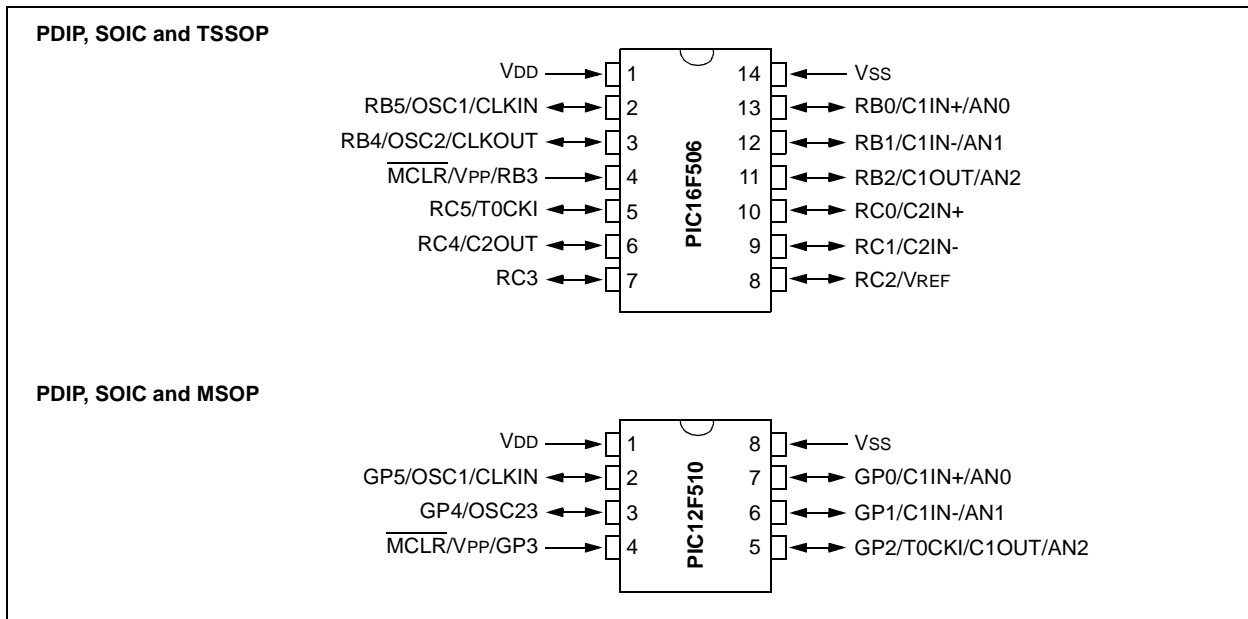 PDIP, SOIC and TSSOP
VDD 1 14 VSS
RB5/OSC1/CLKIN 2 13 RB0/C1IN+/AN0
RB4/OSC2/CLKOUT 3 12 RB1/C1IN-/AN1
MCLR/VPP/RB3 4 11 RB2/C1OUT/AN2
RC5/T0CKI 5 10 RC0/C2IN+
RC4/C2OUT 6 9 RC1/C2IN-
RC3 7 8 RC2/VREF
PIC16F506
PDIP, SOIC and MSOP
VDD 1 8 VSS
GP5/OSC1/CLKIN 2 7 GP0/C1IN+/AN0
GP4/OSC23 3 6 GP1/C1IN-/AN1
MCLR/VPP/GP3 4 5 GP2/T0CKI/C1OUT/AN2
PIC12F510